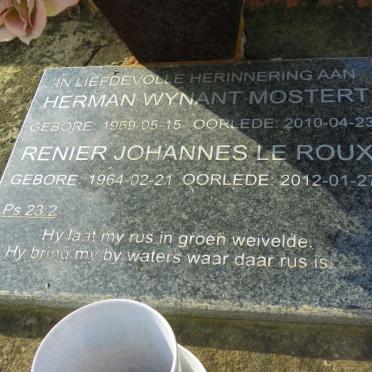 IN LIEFDEVOLLE HERINNERING AAN
HERMAN WYNANT MOSTERT
GEBORE: 1969-05-15 OORLEDE: 2010-04-23
RENIER JOHANNES LE ROUX
GEBORE: 1964-02-21 OORLEDE: 2012-01-27
Ps 23:2
Hy laat my rus in groen weivelde.
Hy bring my by waters waar daar rus is.